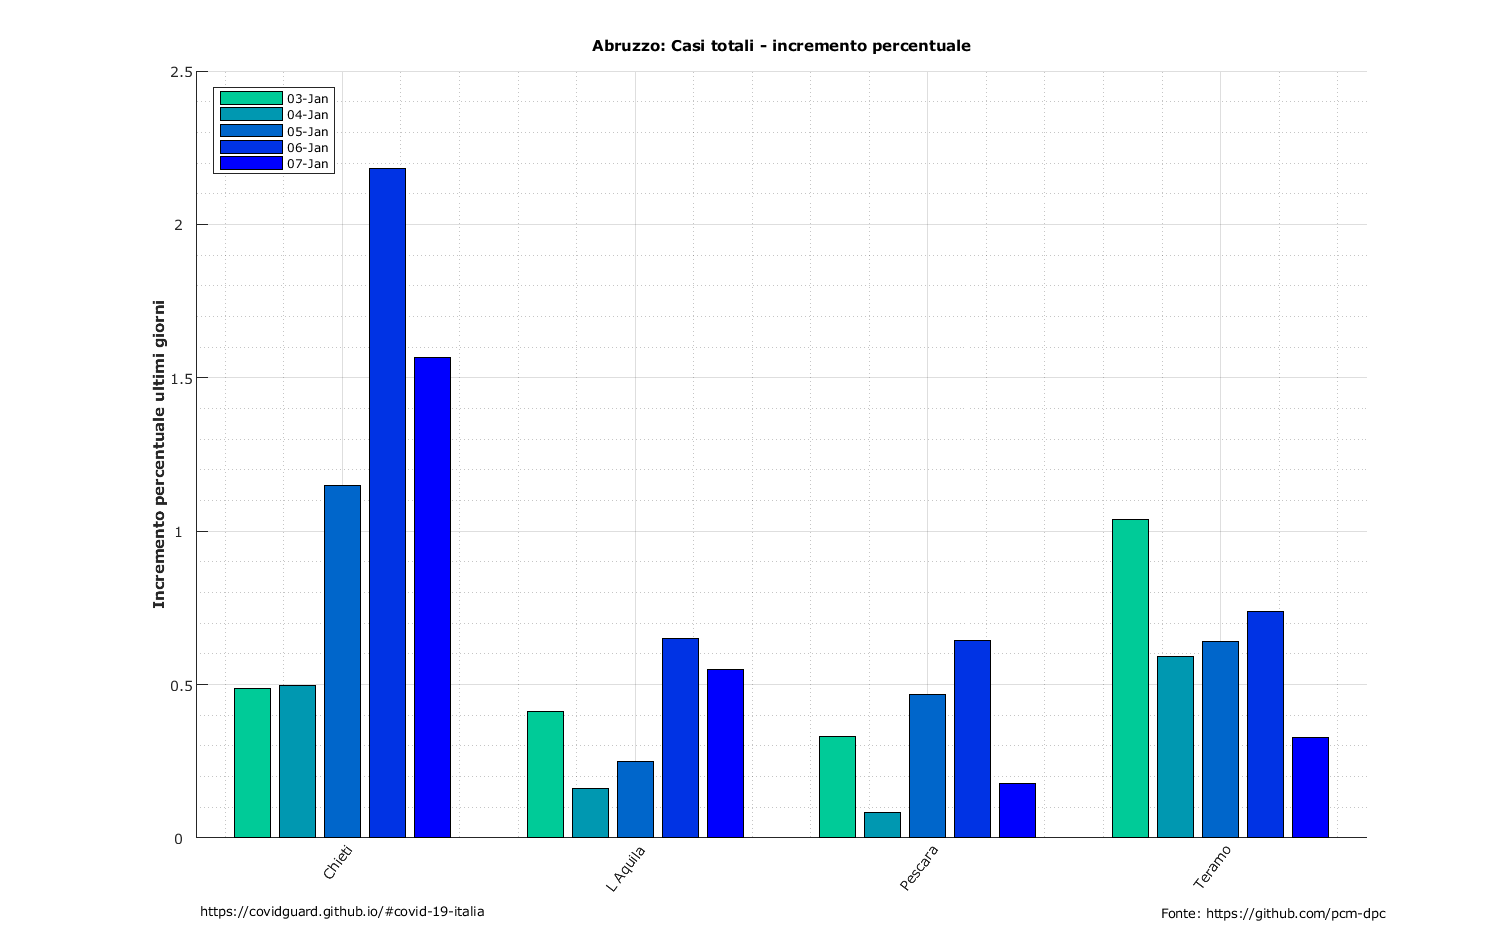 Abruzzo: Casi totali - incremento percentuale
2.5
2
1.5
1
0.5
0
Incremento percentuale ultimi giorni
03-Jan
04-Jan
05-Jan
06-Jan
07-Jan
Chieti
L Aquila
Pescara
Teramo
https://covidguard.github.io/#covid-19-italia
Fonte: https://github.com/pcm-dpc